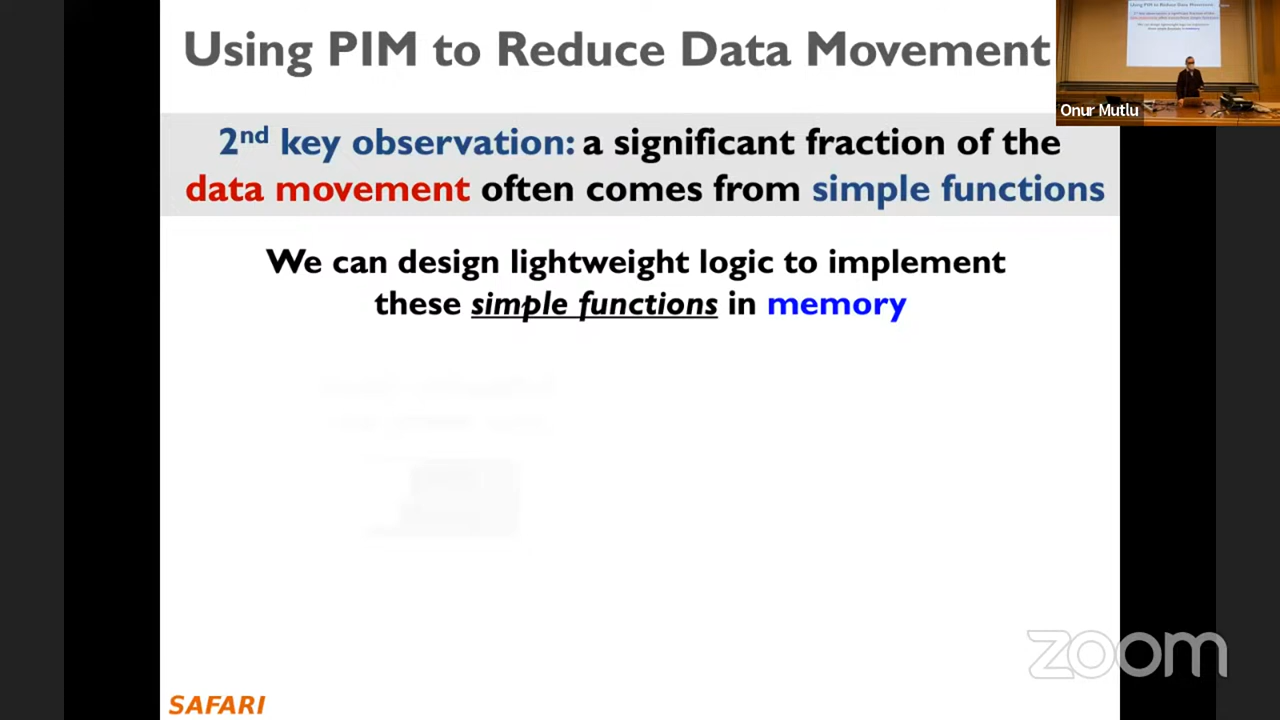 Using PIM to Reduce Data Movement
Onur Mutlu
2nd key observation: a significant fraction of the
data movement often comes from simple functions
We can design lightweight logic to implement
these simple functions in memory
zoom
SAFARI